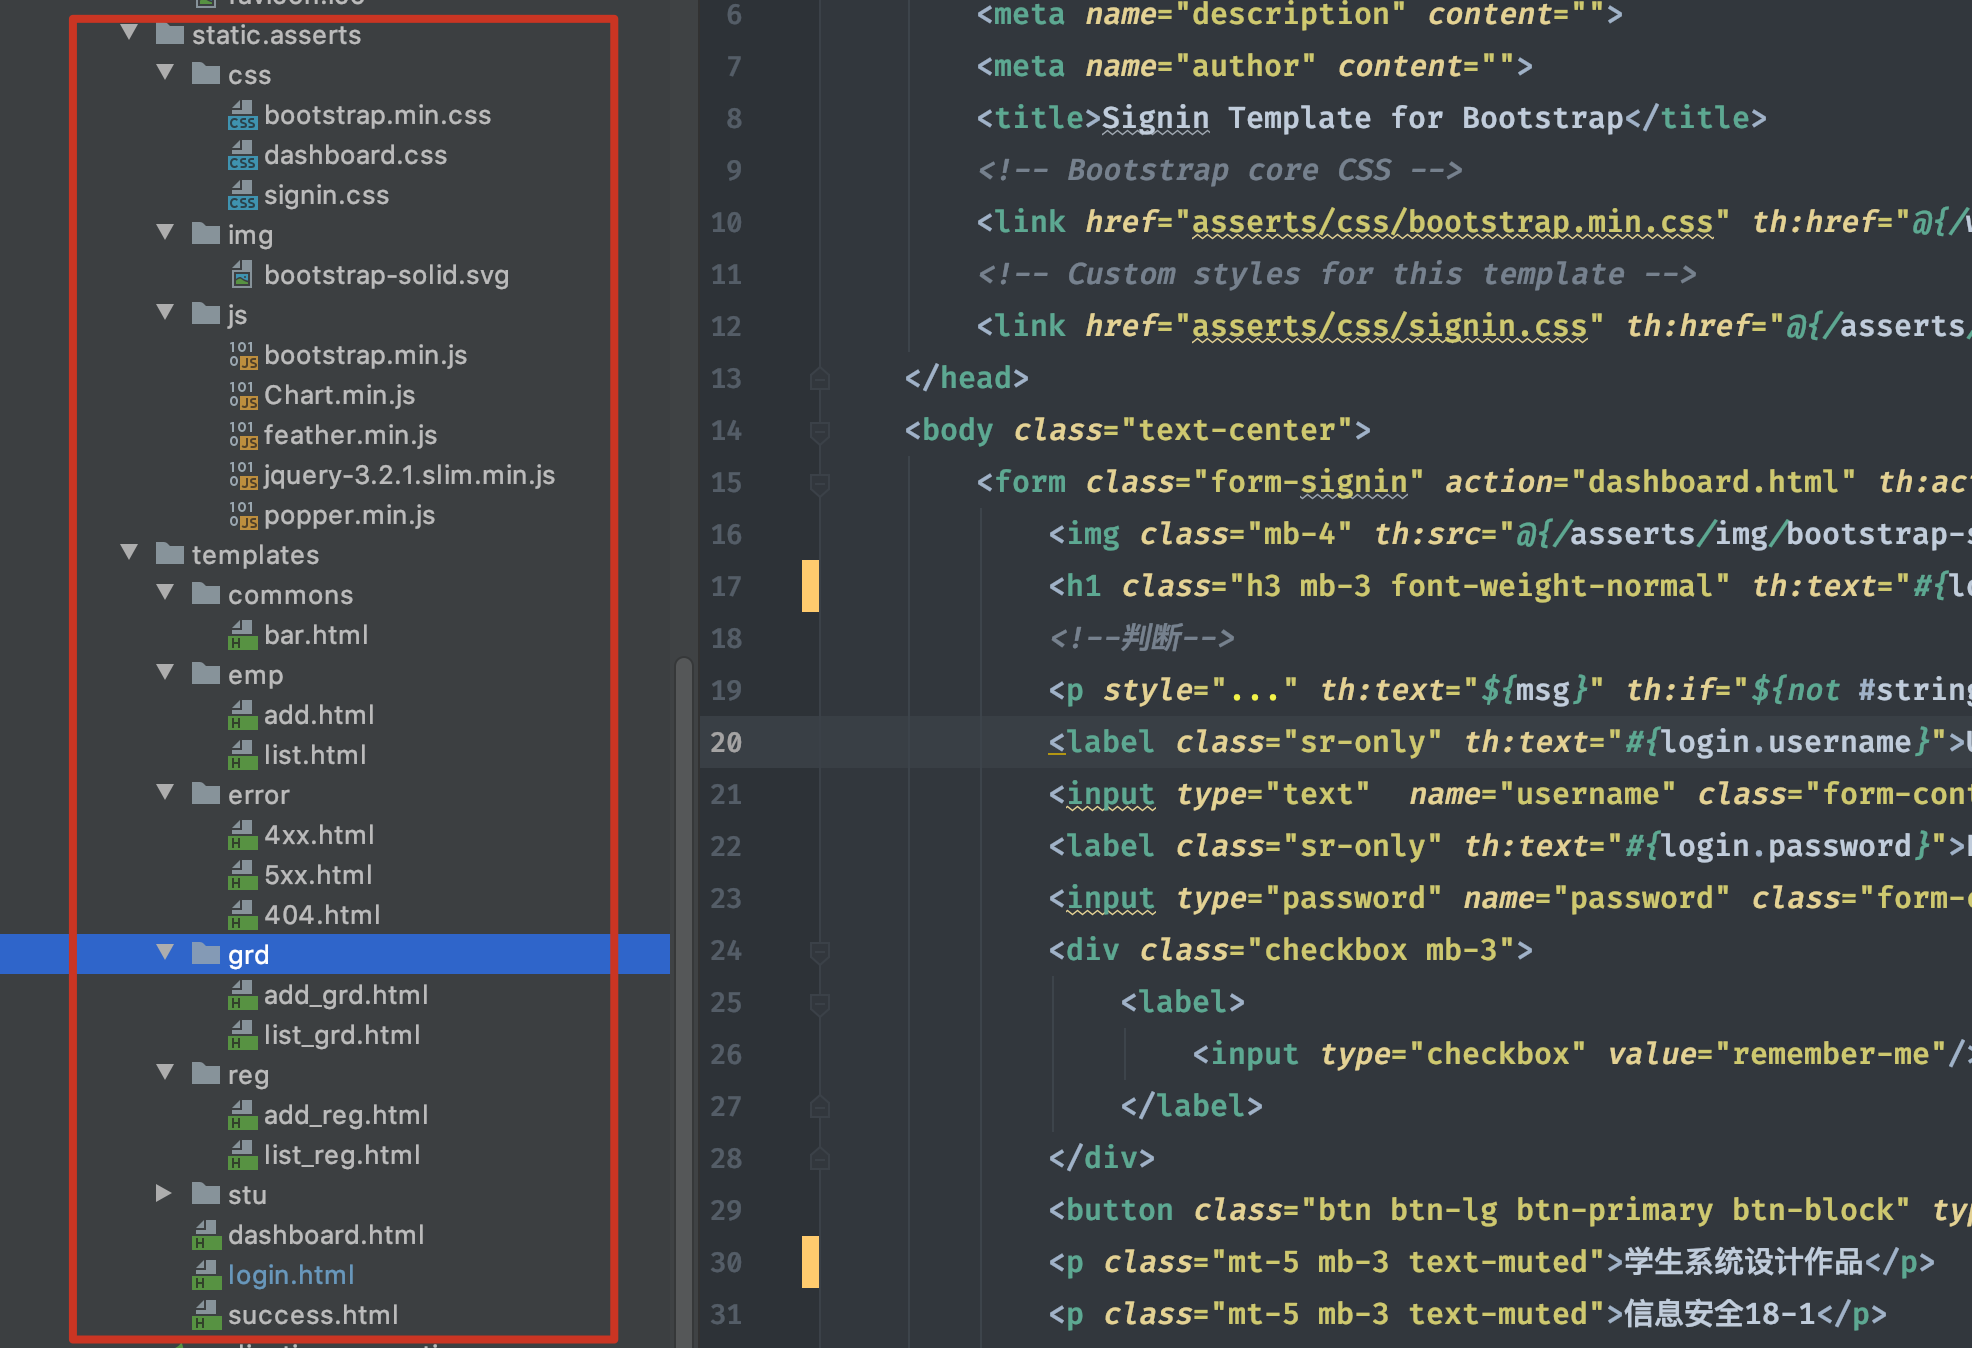 static.asserts
css
bootstrap.min.css
dashboard.css
signin.css
img
bootstrap-solid.svg
js
bootstrap.min.js
Chart.min.js
feather.min.js
jquery-3.2.1.slim.min.js
popper.min.js
templates
commons
bar.html
emp
add.html
list.html
error
4xx.html
5xx.html
404.html
grd
add_grd.html
list_grd.html
reg
add_reg.html
list_reg.html
stu
dashboard.html
login.html
success.html
6 <meta name="description" content="">
7 <meta name="author" content="">
8 <title>Signin Template for Bootstrap</title>
9 <!-- Bootstrap core CSS -->
10 <link href="asserts/css/bootstrap.min.css" th:href="@{/
11 <!-- Custom styles for this template -->
12 <link href="asserts/css/signin.css" th:href="@{/asserts/
13 </head>
14 <body class="text-center">
15 <form class="form-signin" action="dashboard.html" th:ac
16 <img class="mb-4" th:src="@{/asserts/img/bootstrap-s
17 <h1 class="h3 mb-3 font-weight-normal" th:text="#{lo
18 <!--判断-->
19 <p style="..." th:text="${msg}" th:if="${not #string
20 <label class="sr-only" th:text="#{login.username}">U
21 <input type="text" name="username" class="form-cont
22 <label class="sr-only" th:text="#{login.password}">
23 <input type="password" name="password" class="form-c
24 <div class="checkbox mb-3">
25 <label>
26 <input type="checkbox" value="remember-me"/>
27 </label>
28 </div>
29 <button class="btn btn-lg btn-primary btn-block" typ
30 <p class="mt-5 mb-3 text-muted">学生系统设计作品</p>
31 <p class="mt-5 mb-3 text-muted">信息安全18-1</p>